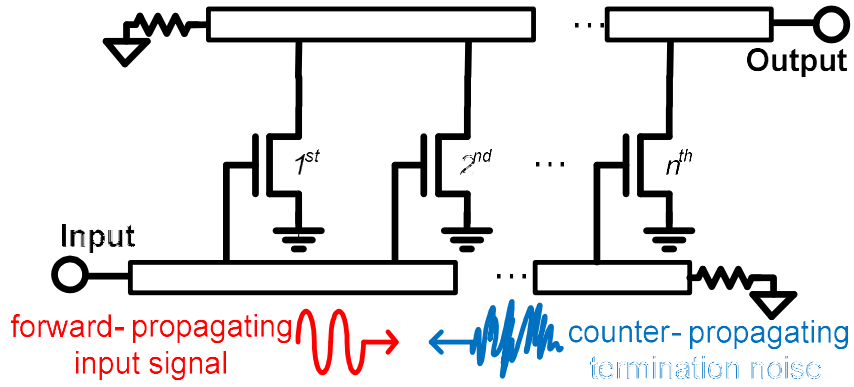 Output
1st
2nd
...
nth
Input
...
forward- propagating
input signal
counter- propagating
termination noise